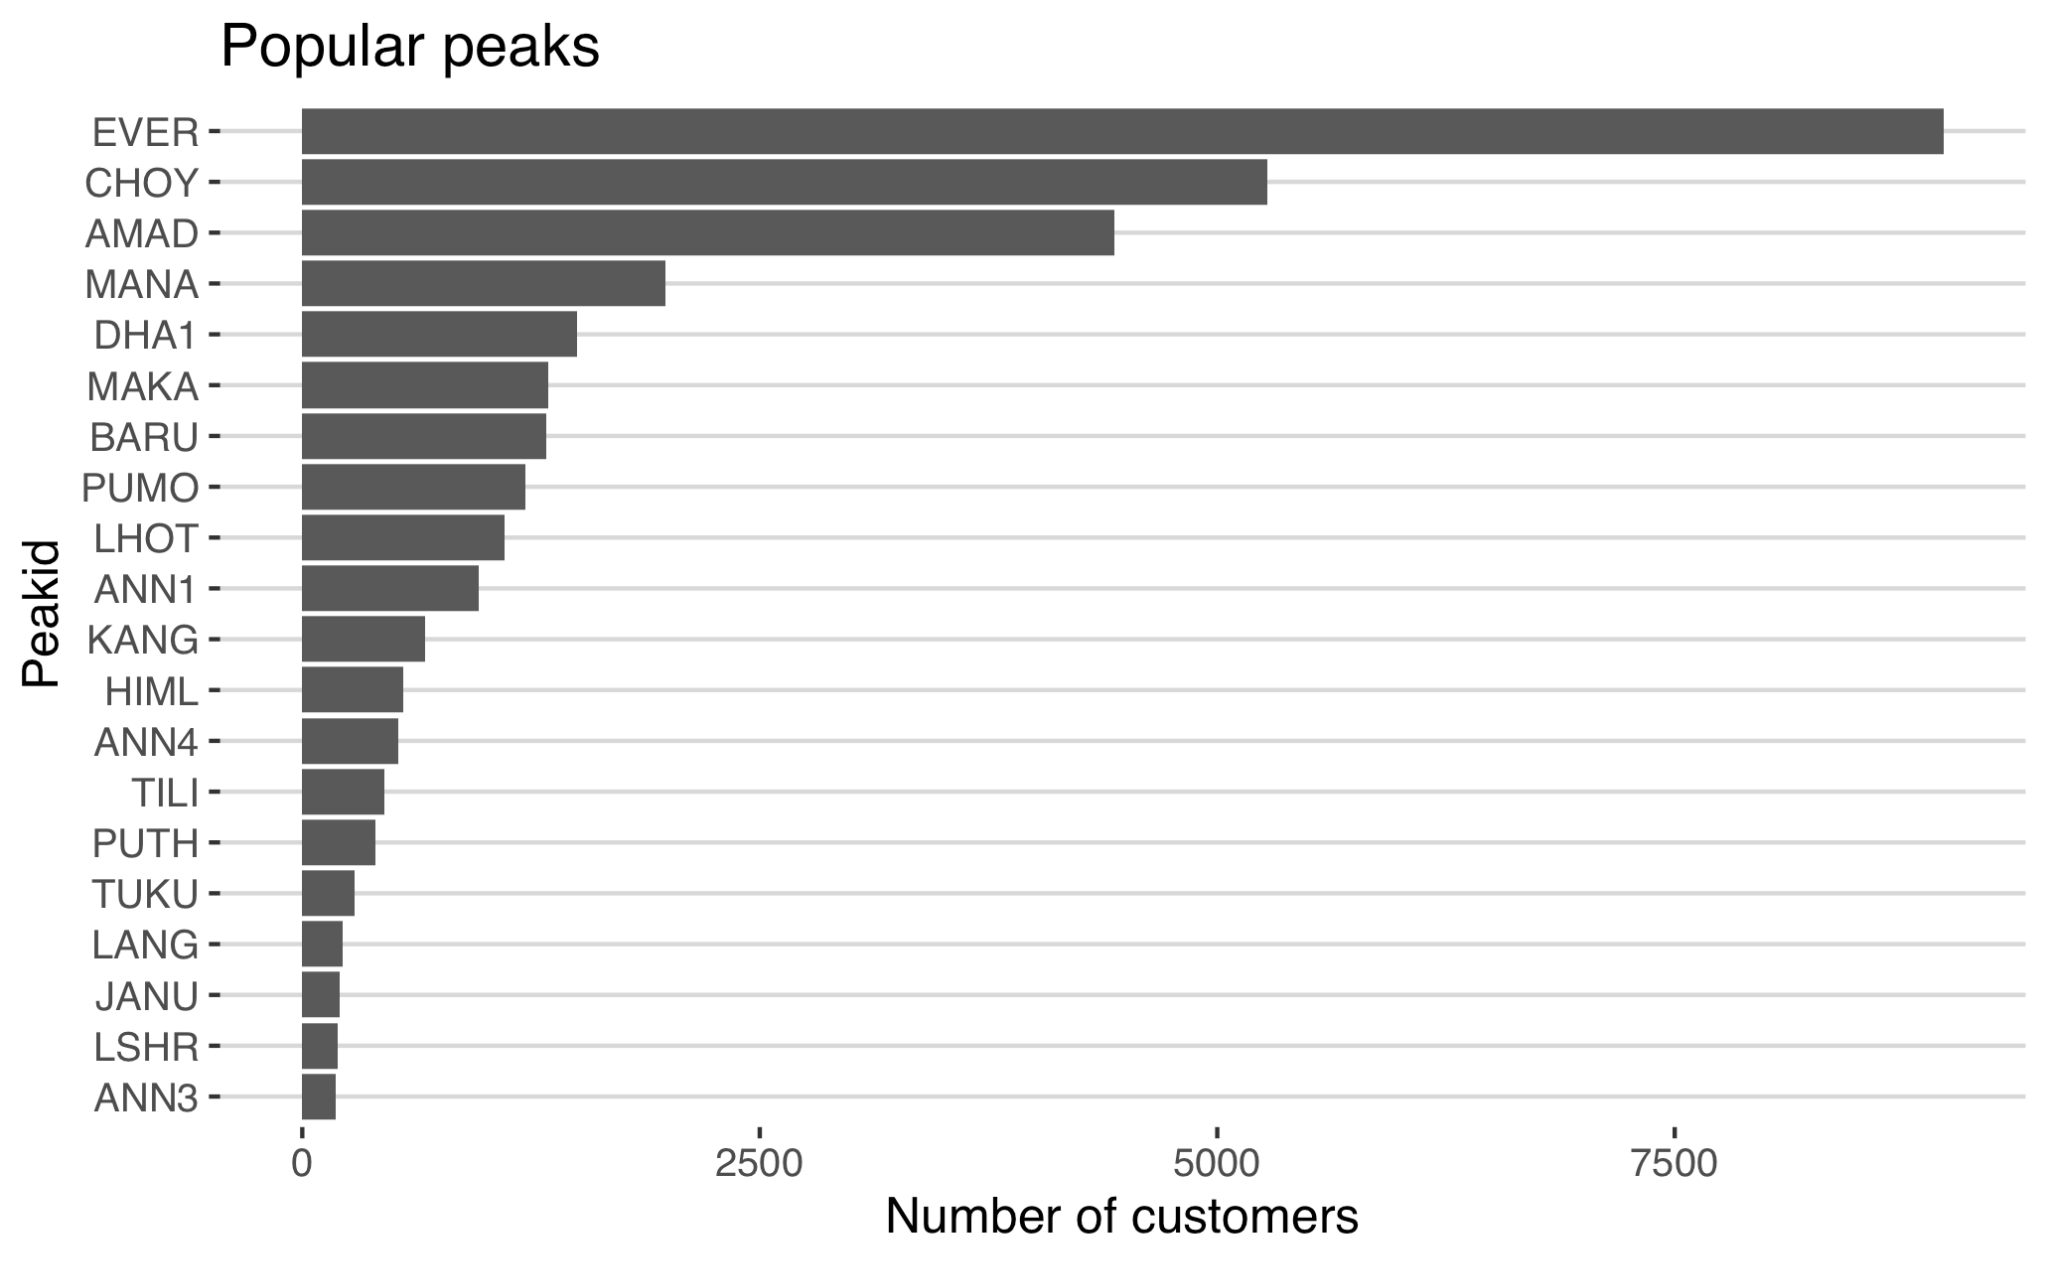 Popular peaks
EVER
CHOY
AMAD
MANA
DHA1
MAKA
BARU
PUMO
LHOT
ANN1
KANG
HIML
ANN4
TILI
PUTH
TUKU
LANG
JANU
LSHR
ANN3
Peakid
0 2500 5000 7500
Number of customers